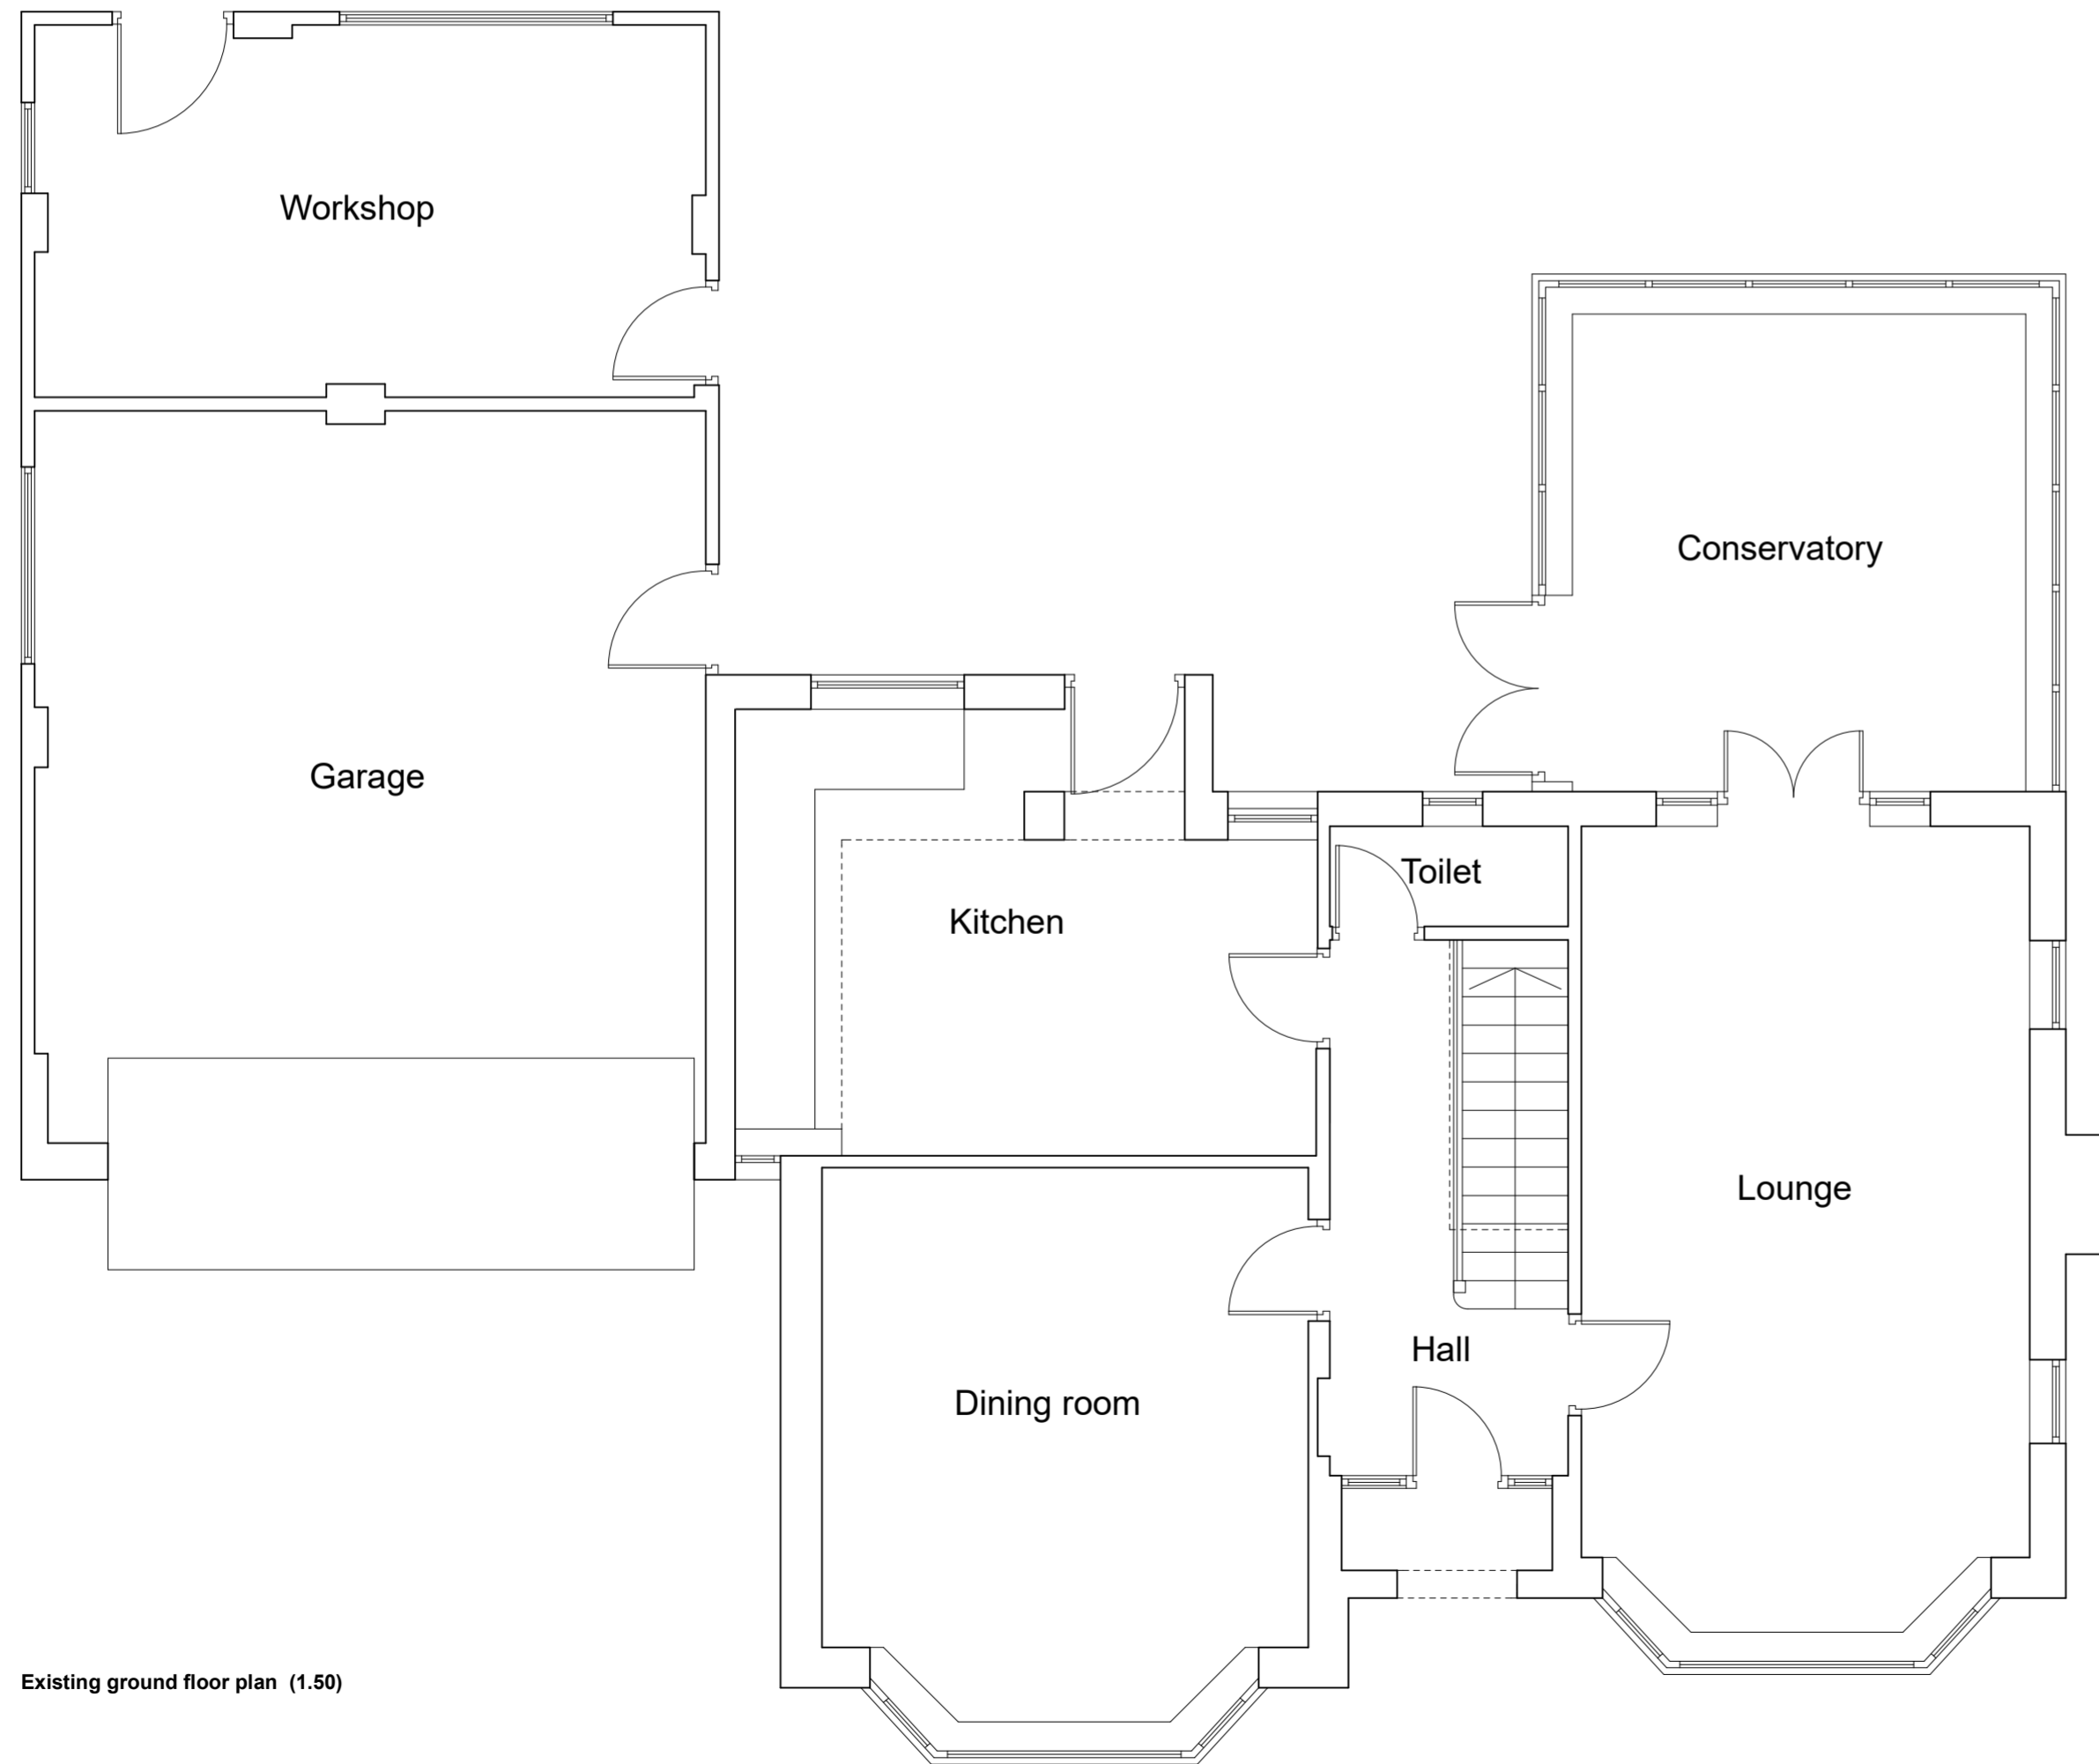 Workshop
Conservatory
Garage
Toilet
Kitchen
Lounge
Hall
Dining room
Existing ground floor plan (1.50)